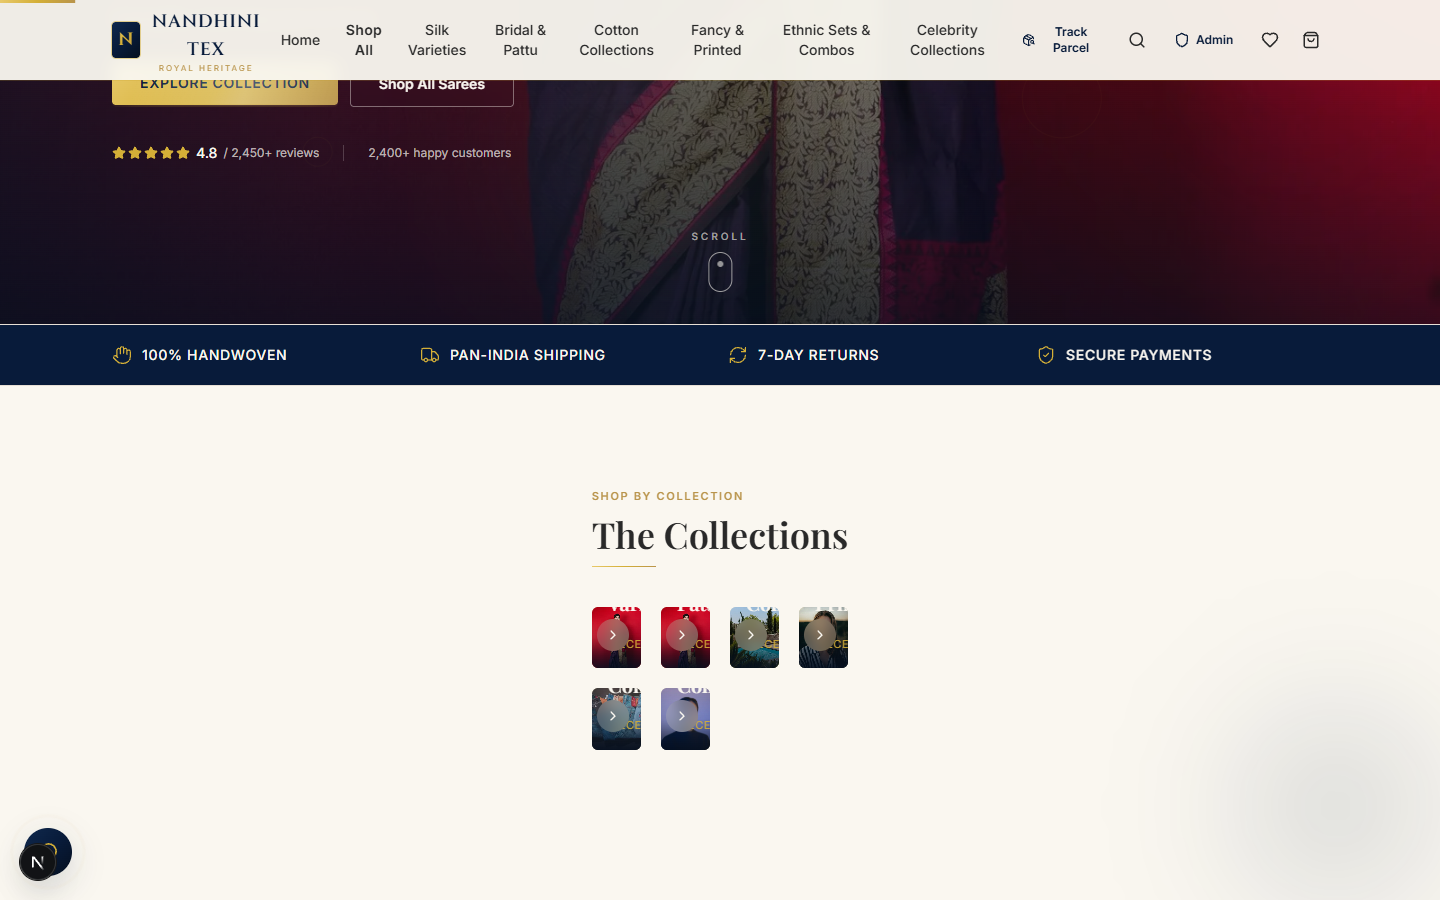 N
NANDHINI
TEX
ROYAL HERITAGE
Home
Shop
All
Silk
Varieties
Bridal &
Pattu
Cotton
Collections
Fancy &
Printed
Ethnic Sets &
Combos
Celebrity
Collections
Track
Parcel
Admin
EXPLORE COLLECTION
Shop All Sarees
4.8 / 2,450+ reviews
2,400+ happy customers
SCROLL
100% HANDWOVEN
PAN-INDIA SHIPPING
7-DAY RETURNS
SECURE PAYMENTS
SHOP BY COLLECTION
The Collections
N